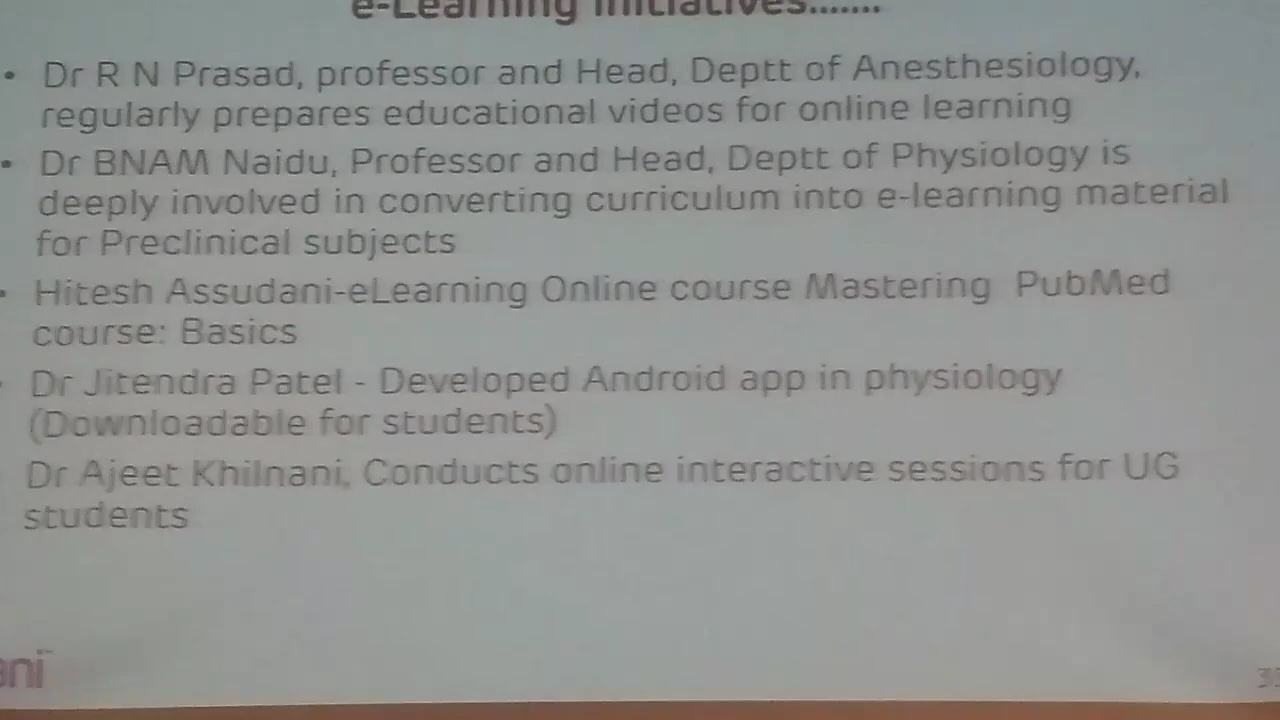 e-Learning Initiatives.......
• Dr R N Prasad, professor and Head, Deptt of Anesthesiology,
regularly prepares educational videos for online learning
• Dr BNAM Naidu, Professor and Head, Deptt of Physiology is
deeply involved in converting curriculum into e-learning material
for Preclinical subjects
• Hitesh Assudani-eLearning Online course Mastering PubMed
course: Basics
• Dr Jitendra Patel - Developed Android app in physiology
(Downloadable for students)
Dr Ajeet Khilnani, Conducts online interactive sessions for UG
students